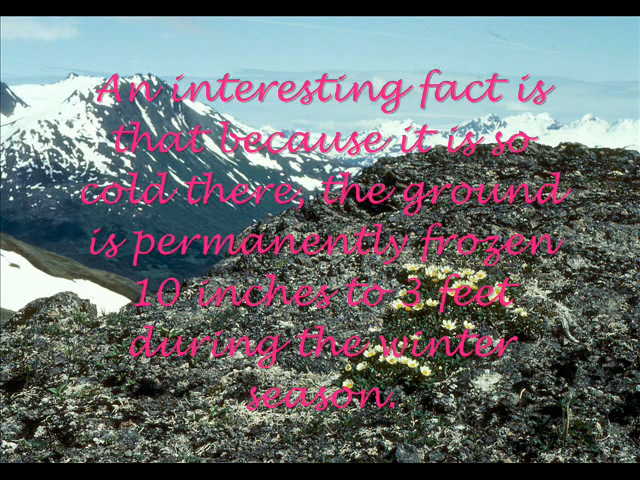 An interesting fact is
that because it is so
cold there, the ground
is permanently frozen
10 inches to 3 feet
during the winter
season.